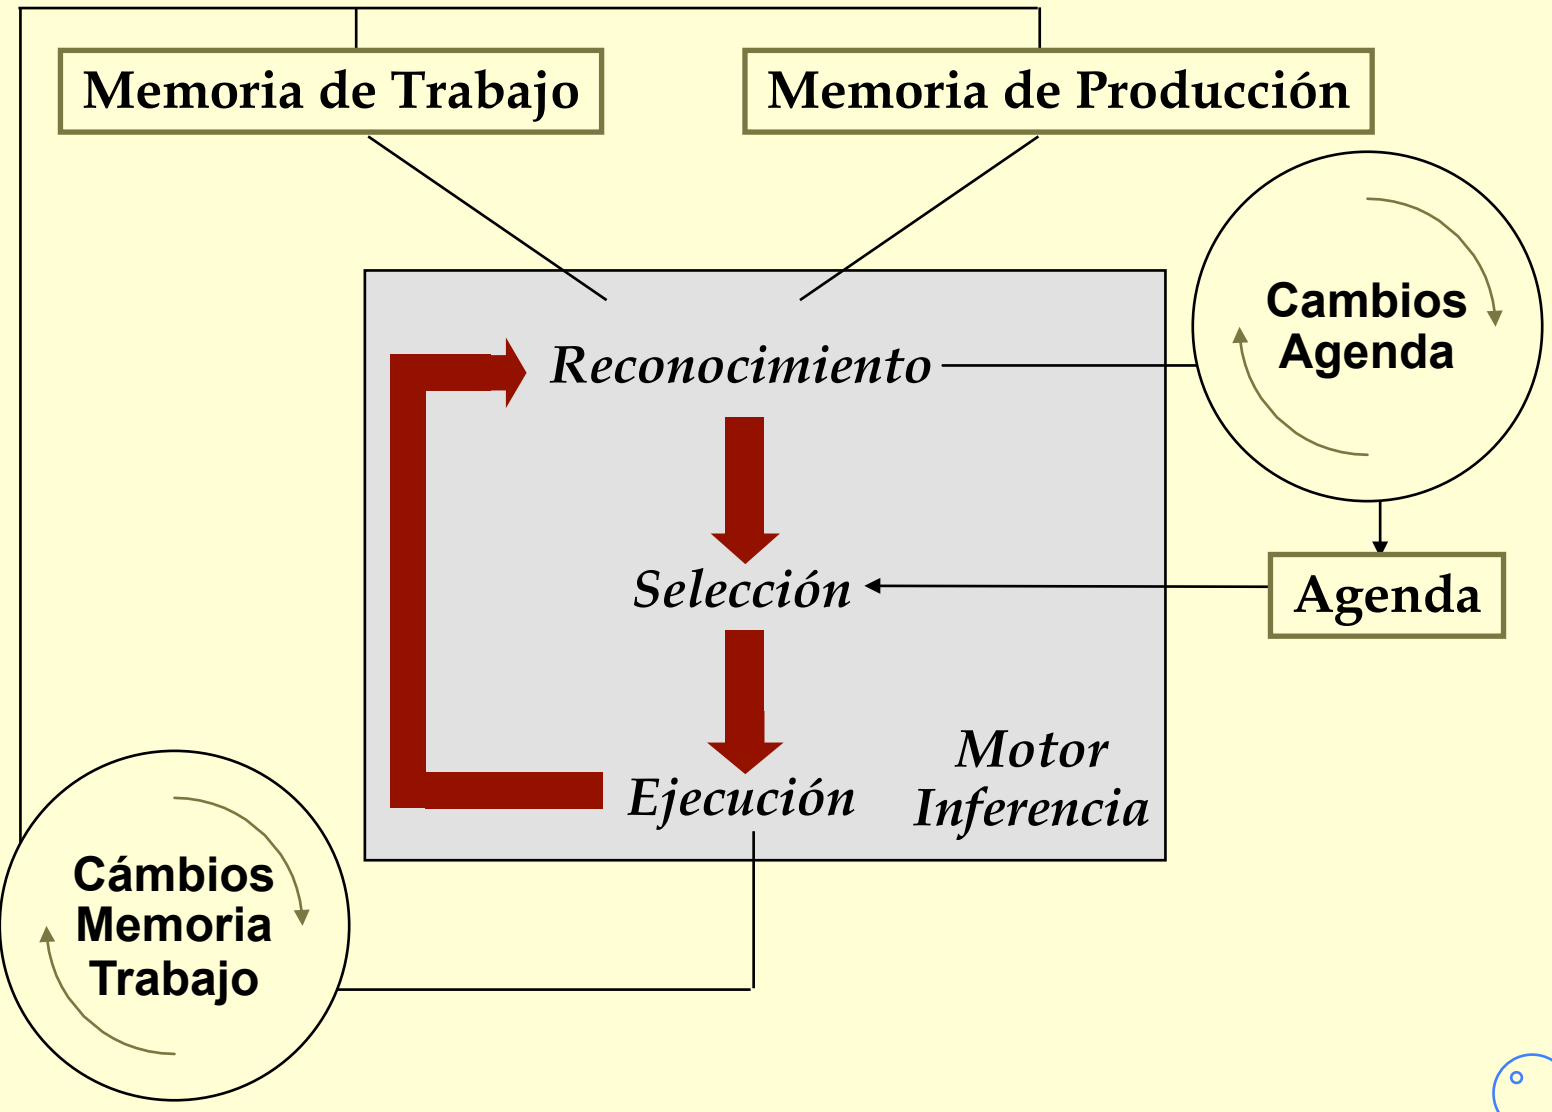 Memoria de Trabajo
Memoria de Producción
Cambios
Agenda
Reconocimiento
Selección
Agenda
Motor
Inferencia
Ejecución
Cámbios
Memoria
Trabajo